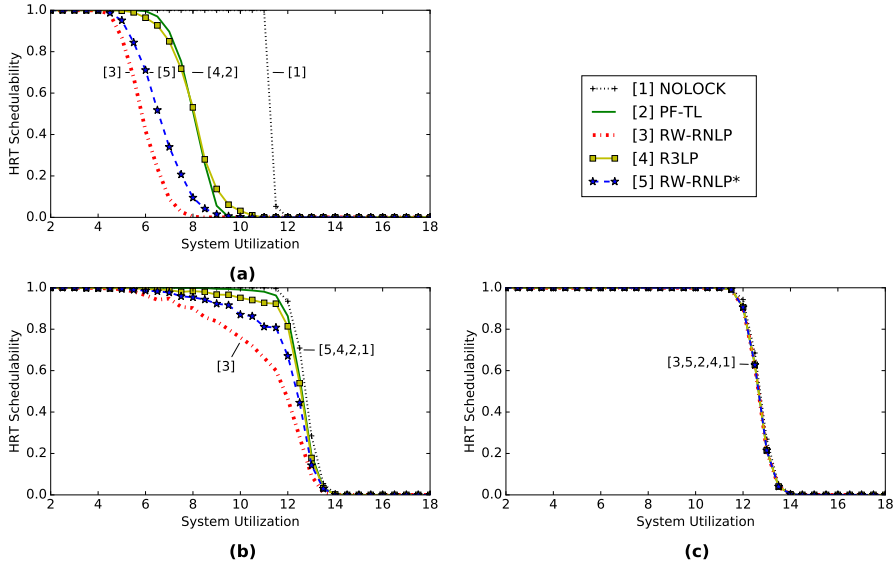 HRT Schedulability
1.0
0.8
0.6
0.4
0.2
0.0
[3]
[5]
[4,2]
[1]
2 4 6 8 10 12 14 16 18
System Utilization
(a)
[1] NOLOCK
[2] PF-TL
[3] RW-RNLP
[4] R3LP
[5] RW-RNLP*
HRT Schedulability
1.0
0.8
0.6
0.4
0.2
0.0
[3]
[5,4,2,1]
2 4 6 8 10 12 14 16 18
System Utilization
(b)
HRT Schedulability
1.0
0.8
0.6
0.4
0.2
0.0
[3,5,2,4,1]
2 4 6 8 10 12 14 16 18
System Utilization
(c)